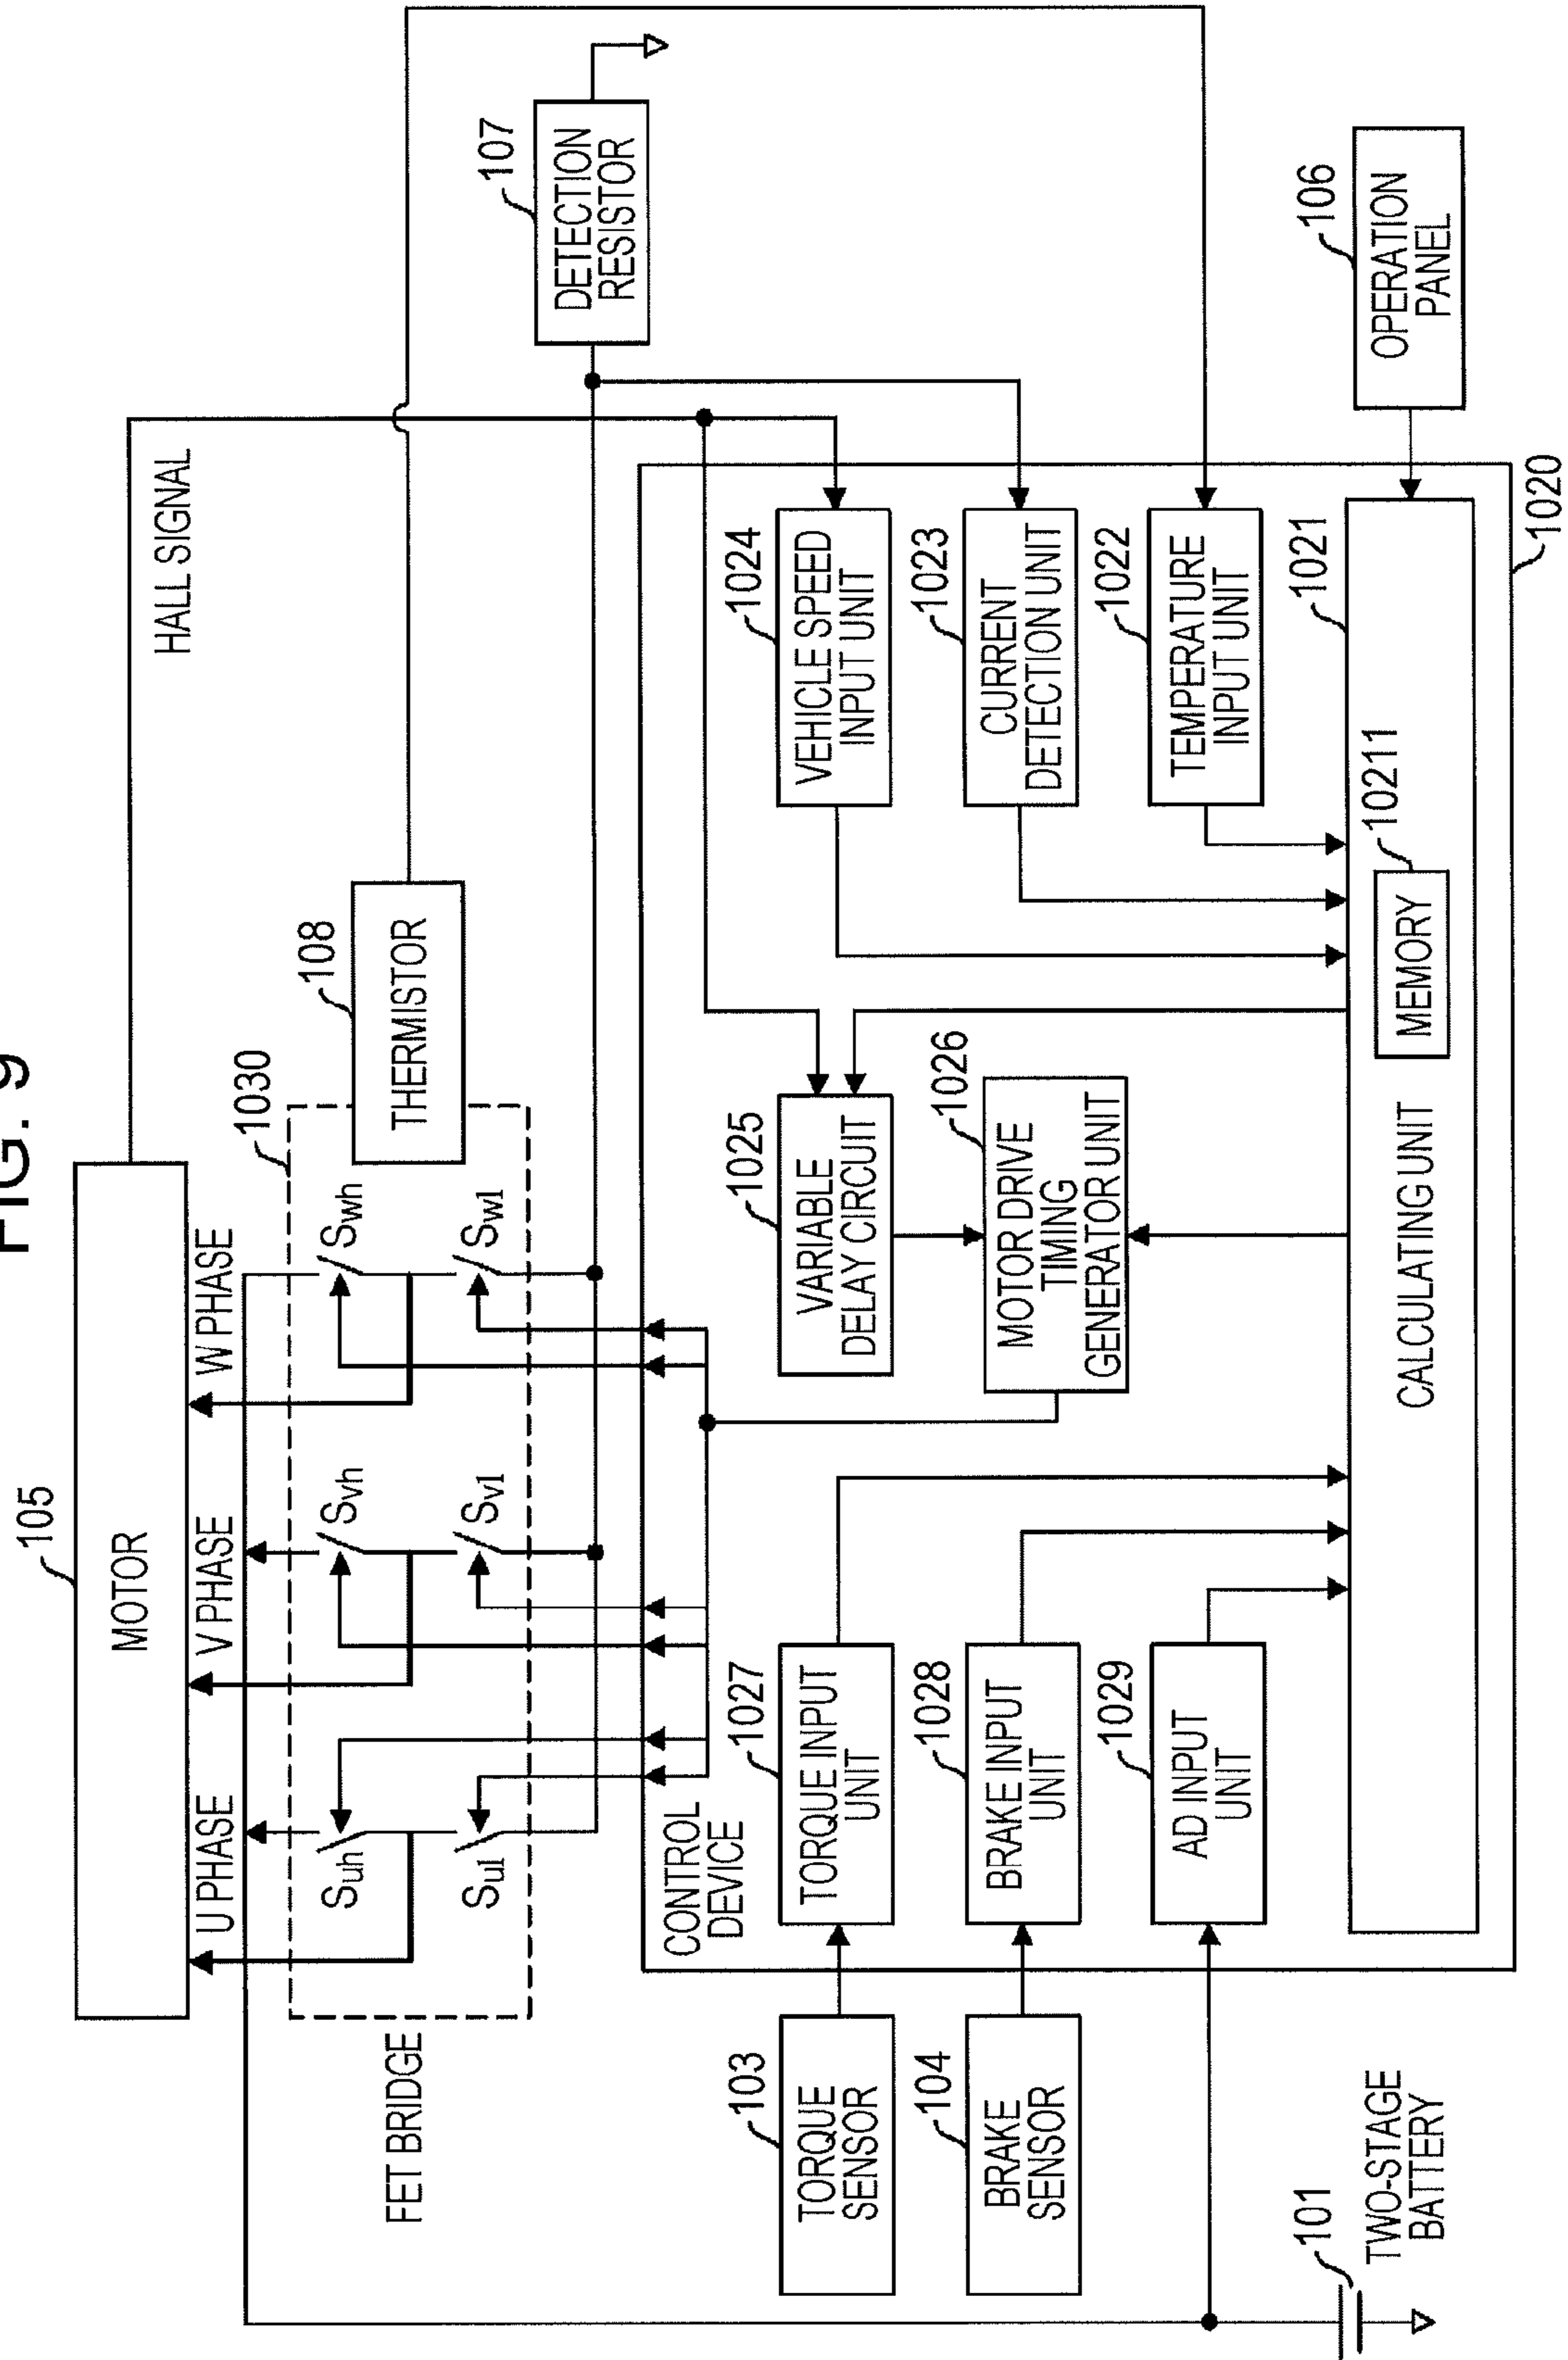 FIG. 9
105
MOTOR
HALL SIGNAL
U PHASE
V PHASE
W PHASE
1030
108
THERMISTOR
Suh
Svh
Swh
Sul
Svl
Swl
FET BRIDGE
107
DETECTION
RESISTOR
CONTROL
DEVICE
103
TORQUE
SENSOR
1027
TORQUE INPUT
UNIT
1025
VARIABLE
DELAY CIRCUIT
1024
VEHICLE SPEED
INPUT UNIT
104
BRAKE
SENSOR
1028
BRAKE INPUT
UNIT
1026
MOTOR DRIVE
TIMING
GENERATOR UNIT
1023
CURRENT
DETECTION UNIT
1029
AD INPUT
UNIT
1022
TEMPERATURE
INPUT UNIT
101
TWO-STAGE
BATTERY
CALCULATING UNIT
10211
MEMORY
1021
106
OPERATION
PANEL
1020